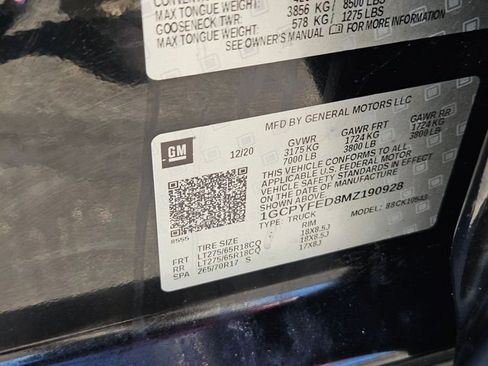 MAX TONGUE WEIGHT: 3856 KG / 8500 LBS
GOOSENECK TWR: 578 KG / 1275 LBS
MAX TONGUE WEIGHT:
SEE OWNER'S MANUAL FOR MORE INFORMATION
GM
MFD BY GENERAL MOTORS LLC
12/20
GVWR GAWR FRT GAWR RR
3175 KG 1724 KG 1724 KG
7000 LB 3800 LB 3800 LB
THIS VEHICLE CONFORMS TO ALL
APPLICABLE U.S. FEDERAL MOTOR
VEHICLE SAFETY STANDARDS IN EFFECT
ON THE DATE OF MANUFACTURE
SHOWN ABOVE.
1GCPYFED8MZ190928
TYPE: TRUCK MODEL:
8555
TIRE SIZE RIM
FRT LT275/65R18CQ 18X8.5J
RR LT275/65R18CQ 18X8.5J
SPA 265/70R17 S 17X8J